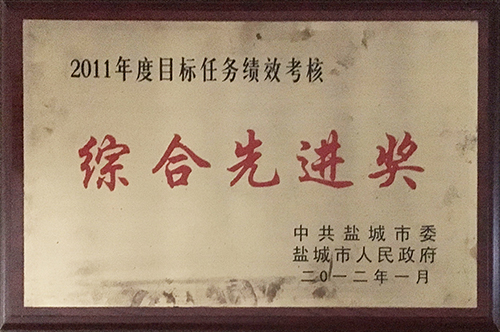 2011年度目标任务绩效考核
综合先进奖
中共盐城市委
盐城市人民政府
二〇一二年一月